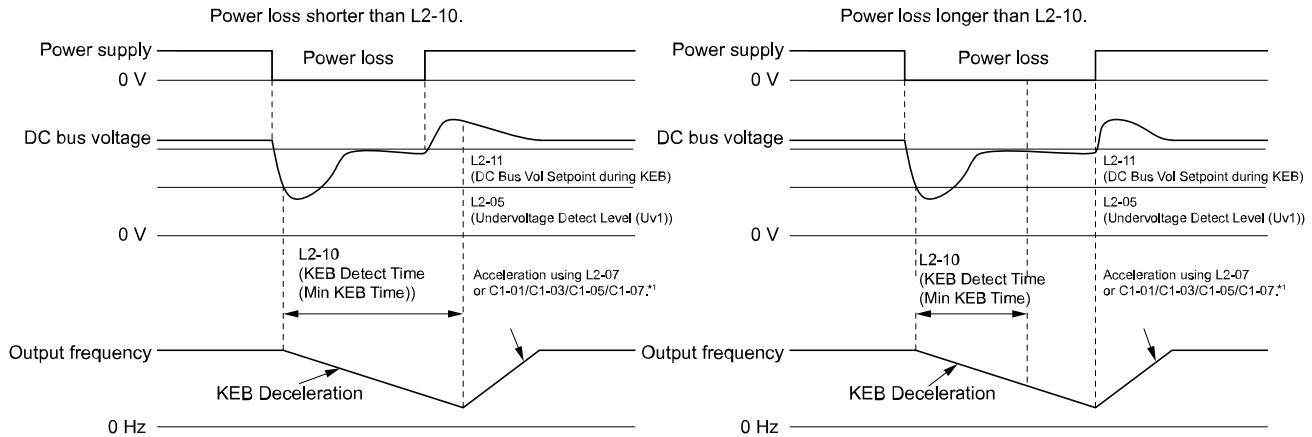 Power loss shorter than L2-10.
Power supply
Power loss
0 V
DC bus voltage
L2-11
(DC Bus Vol Setpoint during KEB)
L2-05
(Undervoltage Detect Level (Uv1))
0 V
L2-10
(KEB Detect Time
(Min KEB Time))
Acceleration using L2-07
or C1-01/C1-03/C1-05/C1-07.*1
Output frequency
KEB Deceleration
0 Hz
Power loss longer than L2-10.
Power supply
Power loss
0 V
DC bus voltage
L2-11
(DC Bus Vol Setpoint during KEB)
L2-05
(Undervoltage Detect Level (Uv1))
0 V
L2-10
(KEB Detect Time
(Min KEB Time)
Acceleration using L2-07
or C1-01/C1-03/C1-05/C1-07.*1
Output frequency
KEB Deceleration
0 Hz